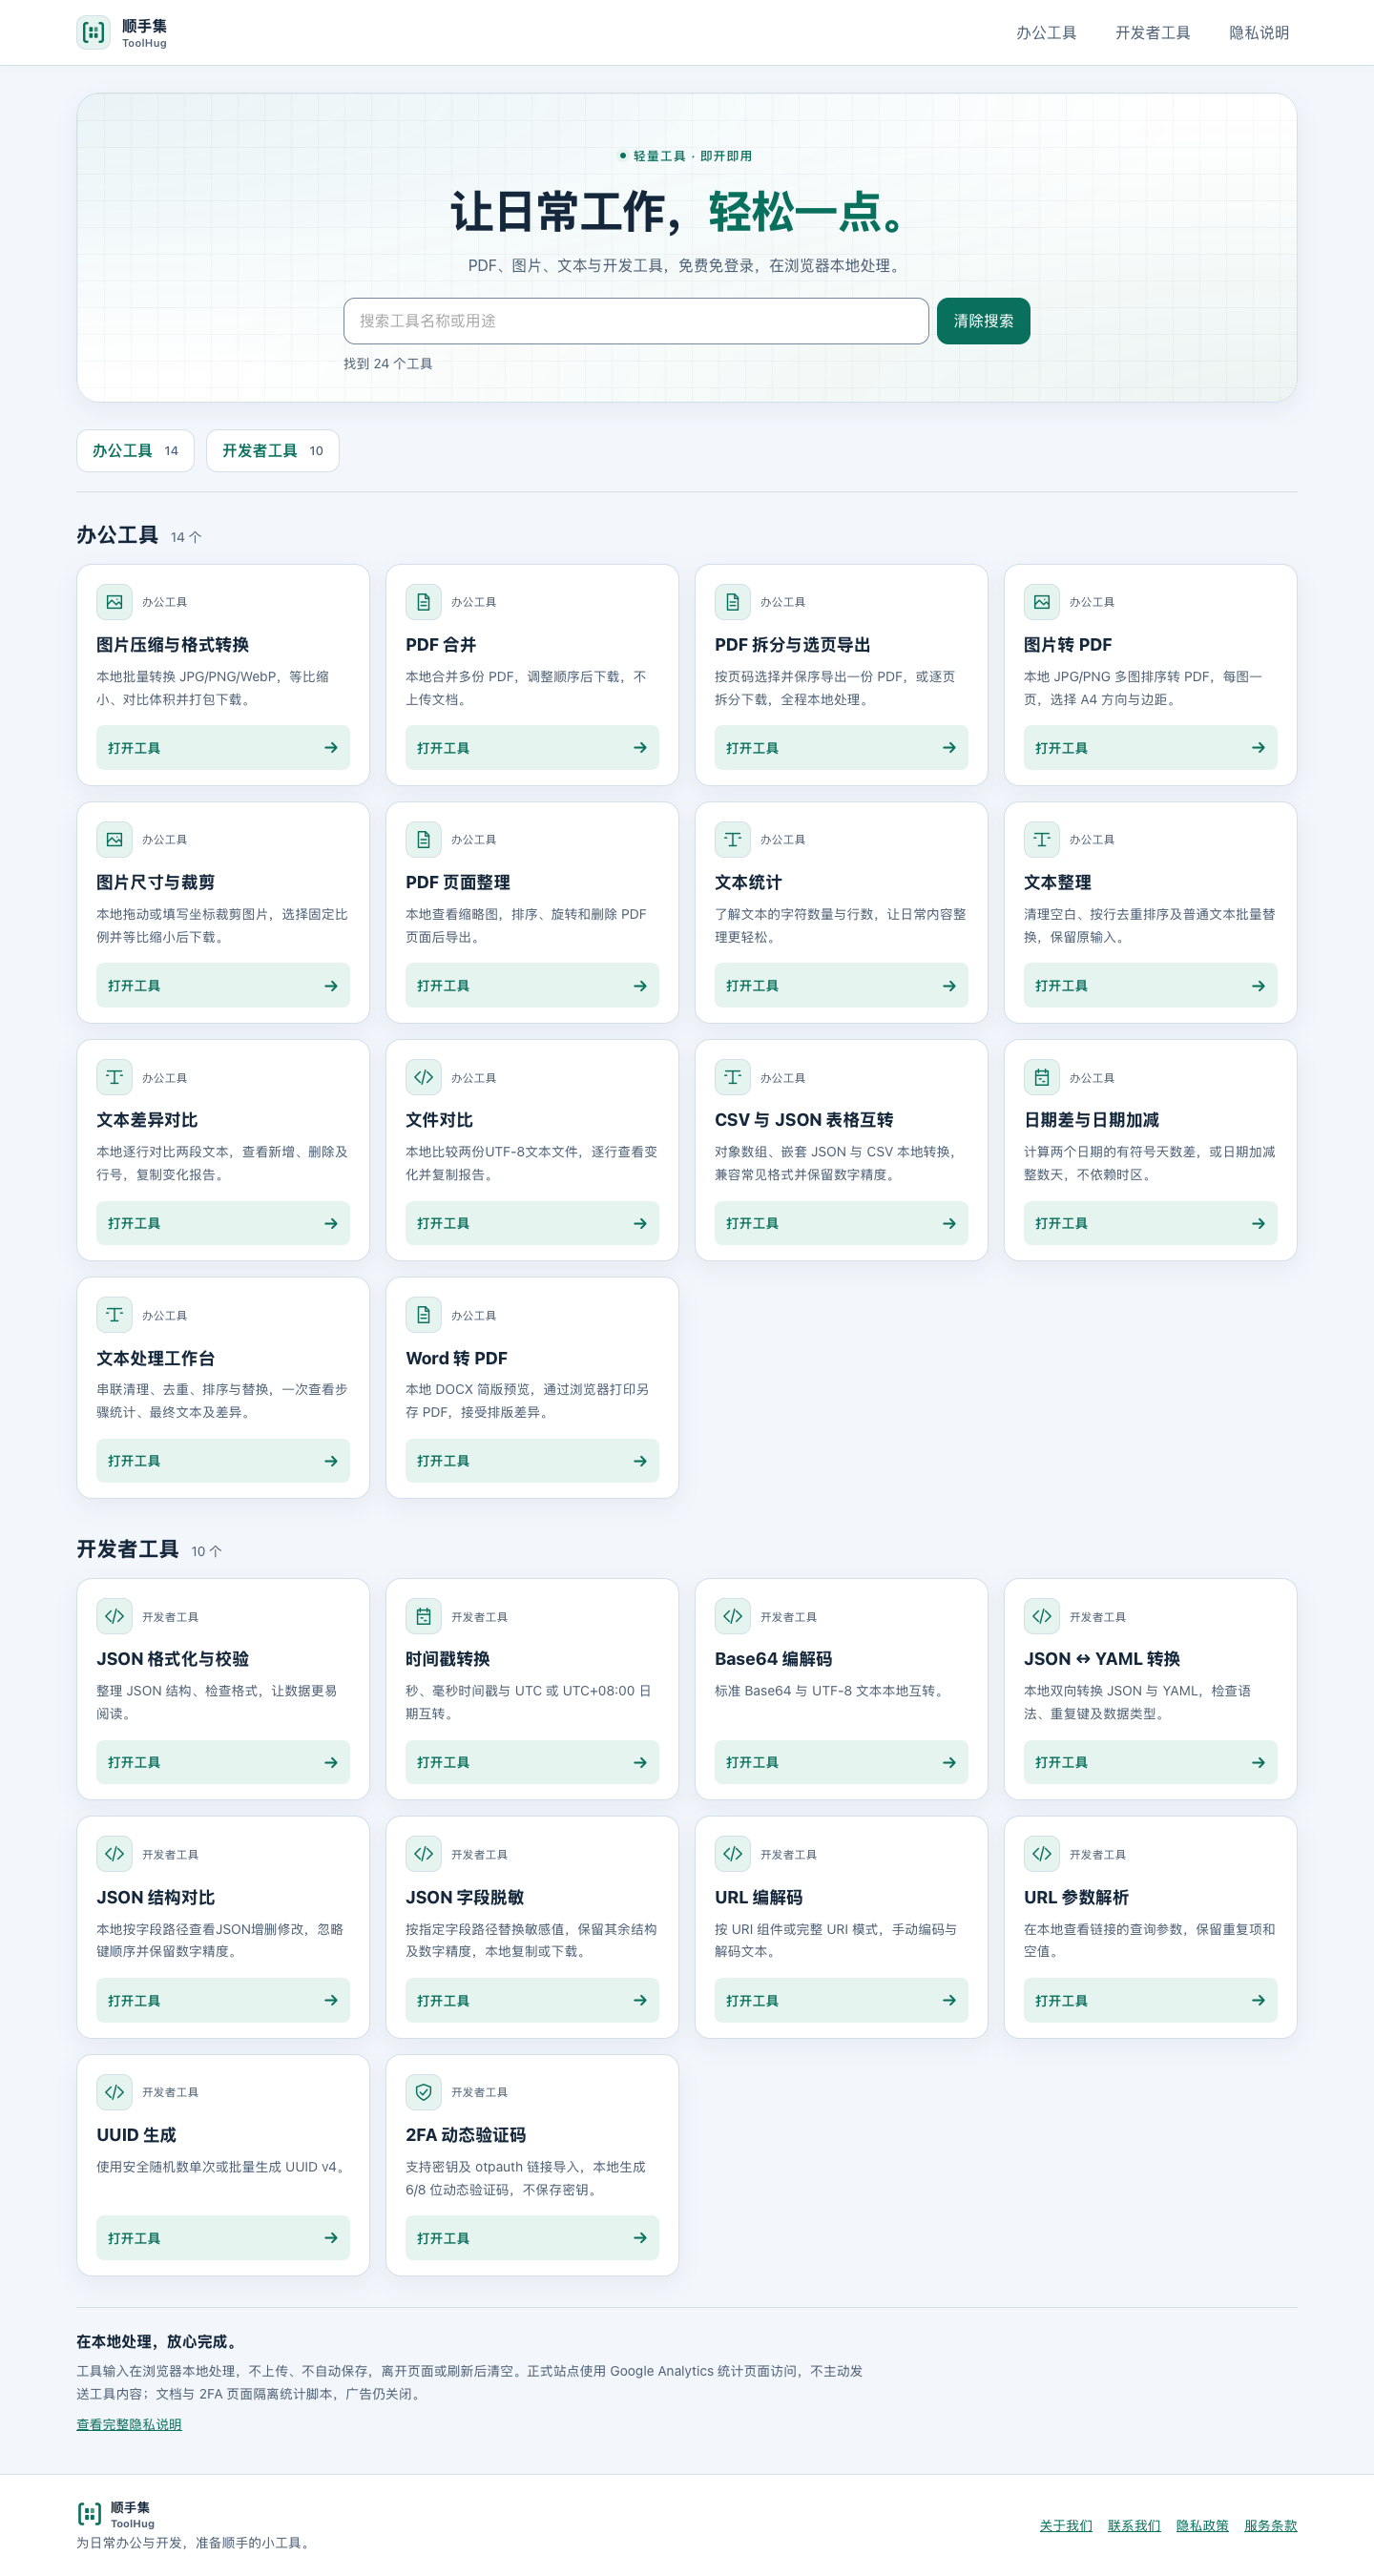 顺手集
ToolHug
办公工具 开发者工具 隐私说明
轻量工具 · 即开即用
让日常工作，轻松一点。
PDF、图片、文本与开发工具，免费免登录，在浏览器本地处理。
搜索工具名称或用途
清除搜索
找到 24 个工具
办公工具 14
开发者工具 10
办公工具 14 个
办公工具
图片压缩与格式转换
本地批量转换 JPG/PNG/WebP，等比缩
小、对比体积并打包下载。
打开工具
办公工具
PDF 合并
本地合并多份 PDF，调整顺序后下载，不
上传文档。
打开工具
办公工具
PDF 拆分与选页导出
按页码选择并保序导出一份 PDF，或逐页
拆分下载，全程本地处理。
打开工具
办公工具
图片转 PDF
本地 JPG/PNG 多图排序转 PDF，每图一
页，选择 A4 方向与边距。
打开工具
办公工具
图片尺寸与裁剪
本地拖动或填写坐标裁剪图片，选择固定比
例并等比缩小后下载。
打开工具
办公工具
PDF 页面整理
本地查看缩略图，排序、旋转和删除 PDF
页面后导出。
打开工具
办公工具
文本统计
了解文本的字符数量与行数，让日常内容整
理更轻松。
打开工具
办公工具
文本整理
清理空白、按行去重排序及普通文本批量替
换，保留原输入。
打开工具
办公工具
文本差异对比
本地逐行对比两段文本，查看新增、删除及
行号，复制变化报告。
打开工具
办公工具
文件对比
本地比较两份UTF-8文本文件，逐行查看变
化并复制报告。
打开工具
办公工具
CSV 与 JSON 表格互转
对象数组、嵌套 JSON 与 CSV 本地转换，
兼容常见格式并保留数字精度。
打开工具
办公工具
日期差与日期加减
计算两个日期的有符号天数差，或日期加减
整数天，不依赖时区。
打开工具
办公工具
文本处理工作台
串联清理、去重、排序与替换，一次查看步
骤统计、最终文本及差异。
打开工具
办公工具
Word 转 PDF
本地 DOCX 简版预览，通过浏览器打印另
存 PDF，接受排版差异。
打开工具
开发者工具 10 个
开发者工具
JSON 格式化与校验
整理 JSON 结构、检查格式，让数据更易
阅读。
打开工具
开发者工具
时间戳转换
秒、毫秒时间戳与 UTC 或 UTC+08:00 日
期互转。
打开工具
开发者工具
Base64 编解码
标准 Base64 与 UTF-8 文本本地互转。
打开工具
开发者工具
JSON ↔ YAML 转换
本地双向转换 JSON 与 YAML，检查语
法、重复键及数据类型。
打开工具
开发者工具
JSON 结构对比
本地按字段路径查看JSON增删修改，忽略
键顺序并保留数字精度。
打开工具
开发者工具
JSON 字段脱敏
按指定字段路径替换敏感值，保留其余结构
及数字精度，本地复制或下载。
打开工具
开发者工具
URL 编解码
按 URI 组件或完整 URI 模式，手动编码与
解码文本。
打开工具
开发者工具
URL 参数解析
在本地查看链接的查询参数，保留重复项和
空值。
打开工具
开发者工具
UUID 生成
使用安全随机数单次或批量生成 UUID v4。
打开工具
开发者工具
2FA 动态验证码
支持密钥及 otpauth 链接导入，本地生成
6/8 位动态验证码，不保存密钥。
打开工具
在本地处理，放心完成。
工具输入在浏览器本地处理，不上传、不自动保存，离开页面或刷新后清空。正式站点使用 Google Analytics 统计页面访问，不主动发
送工具内容；文档与 2FA 页面隔离统计脚本，广告仍关闭。
查看完整隐私说明
顺手集
ToolHug
为日常办公与开发，准备顺手的小工具。
关于我们 联系我们 隐私政策 服务条款